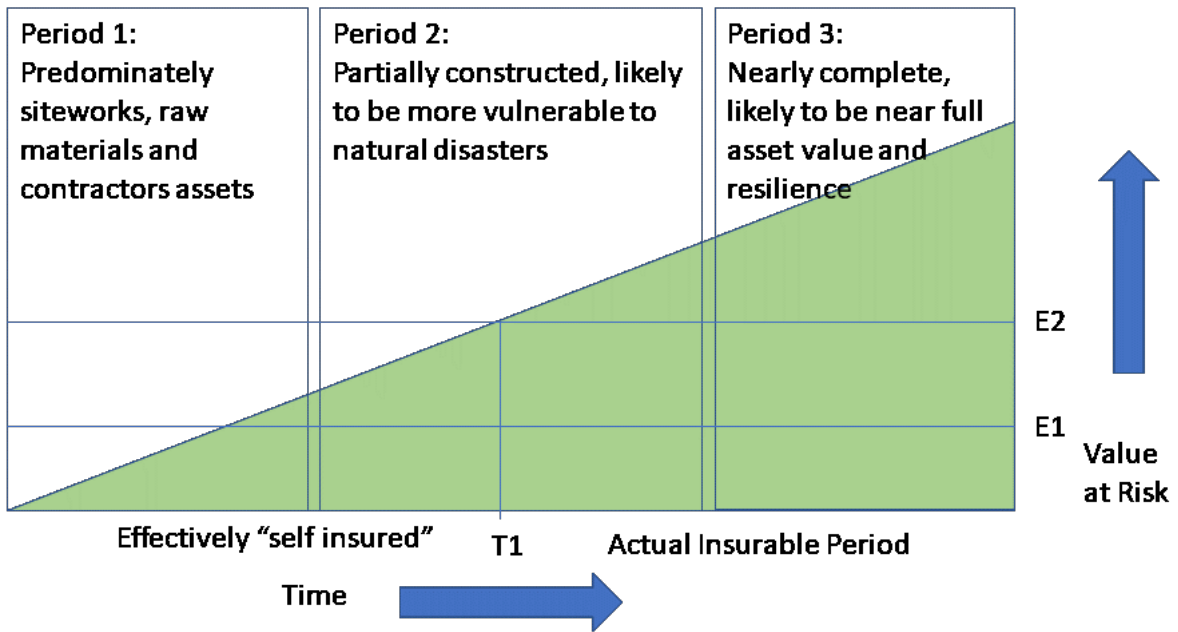 Period 1:
Predominately
siteworks, raw
materials and
contractors assets
Period 2:
Partially constructed, likely
to be more vulnerable to
natural disasters
Period 3:
Nearly complete,
likely to be near full
asset value and
resilience
E2
E1
Value
at Risk
Effectively “self insured”
T1
Actual Insurable Period
Time